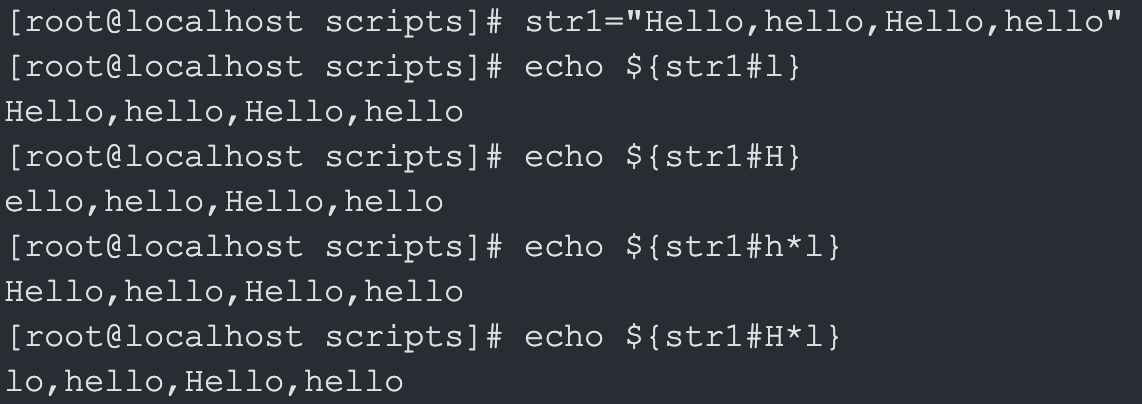 [root@localhost scripts]# str1="Hello,hello,Hello,hello"
[root@localhost scripts]# echo ${str1#l}
Hello,hello,Hello,hello
[root@localhost scripts]# echo ${str1#H}
ello,hello,Hello,hello
[root@localhost scripts]# echo ${str1#h*l}
Hello,hello,Hello,hello
[root@localhost scripts]# echo ${str1#H*l}
lo,hello,Hello,hello